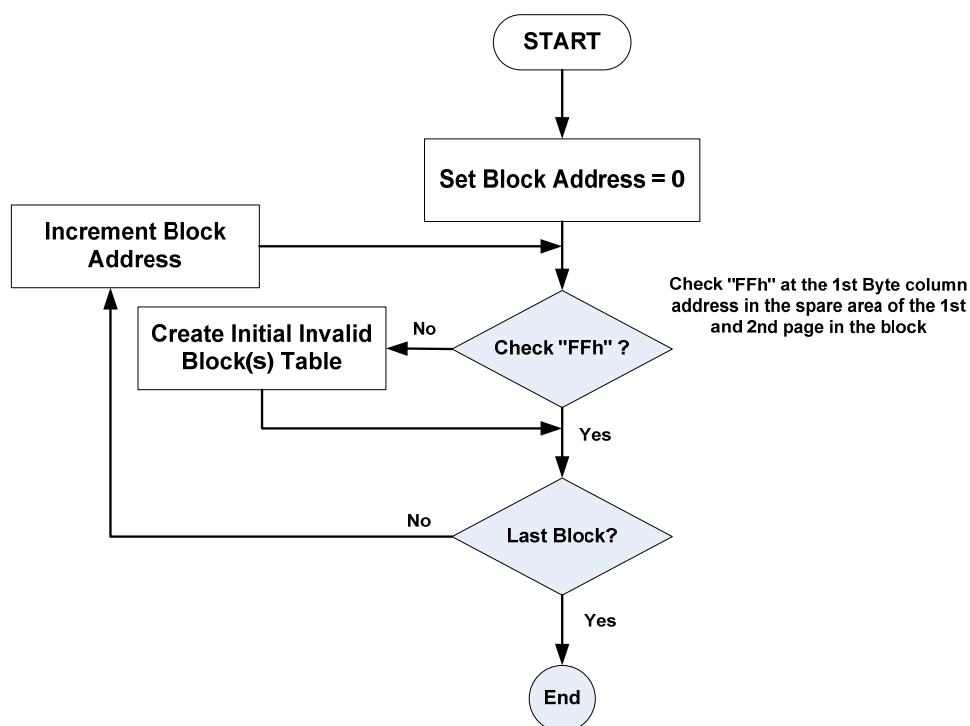 START
Set Block Address = 0
Increment Block
Address
Check "FFh" at the 1st Byte column
address in the spare area of the 1st
and 2nd page in the block
Create Initial Invalid
Block(s) Table
No
Check "FFh" ?
Yes
No
Last Block?
Yes
End